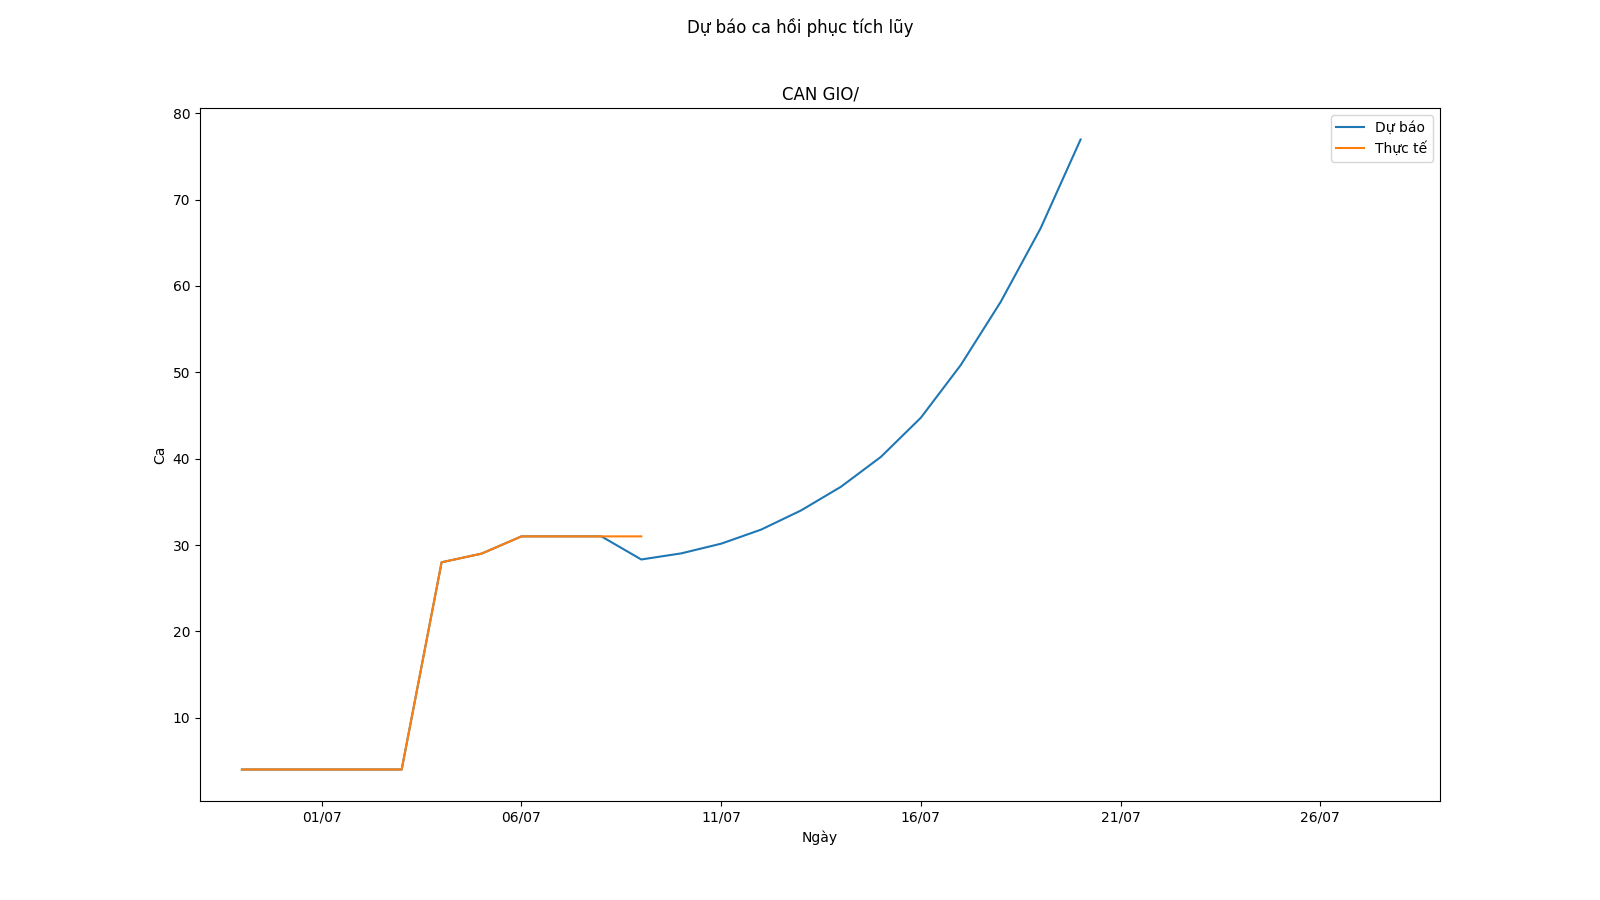 Dự báo ca hồi phục tích lũy
CAN GIO/
Dự báo
Thực tế
80
70
60
50
40
30
20
10
Ca
01/07
06/07
11/07
16/07
21/07
26/07
Ngày